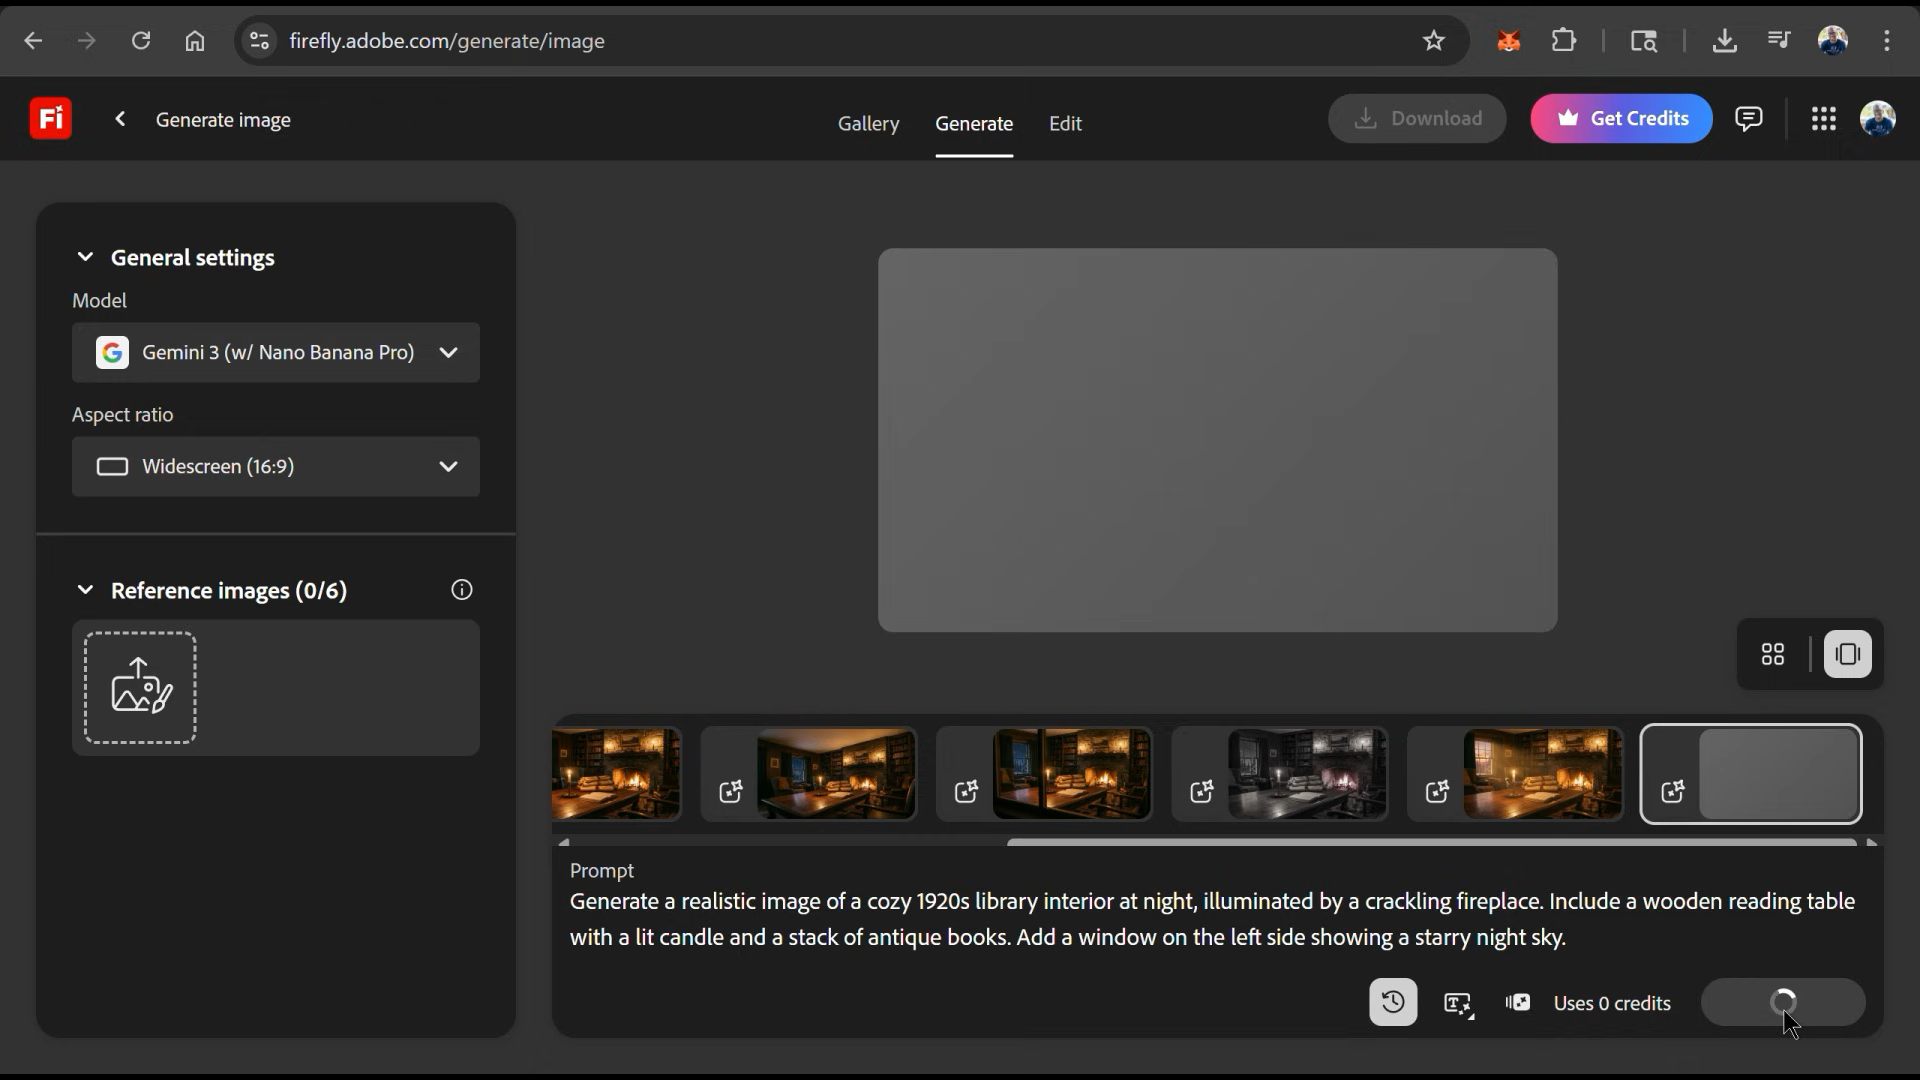 firefly.adobe.com/generate/image
Fi
Generate image
Gallery
Generate
Edit
Download
Get Credits
General settings
Model
G Gemini 3 (w/ Nano Banana Pro)
Aspect ratio
Widescreen (16:9)
Reference images (0/6)
Prompt
Generate a realistic image of a cozy 1920s library interior at night, illuminated by a crackling fireplace. Include a wooden reading table
with a lit candle and a stack of antique books. Add a window on the left side showing a starry night sky.
Uses 0 credits